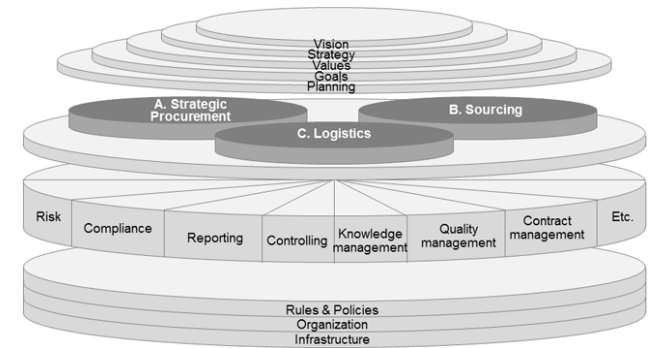 Vision
Strategy
Values
Goals
Planning
A. Strategic
Procurement
B. Sourcing
C. Logistics
Risk
Compliance
Reporting
Controlling
Knowledge
management
Quality
management
Contract
management
Etc.
Rules & Policies
Organization
Infrastructure